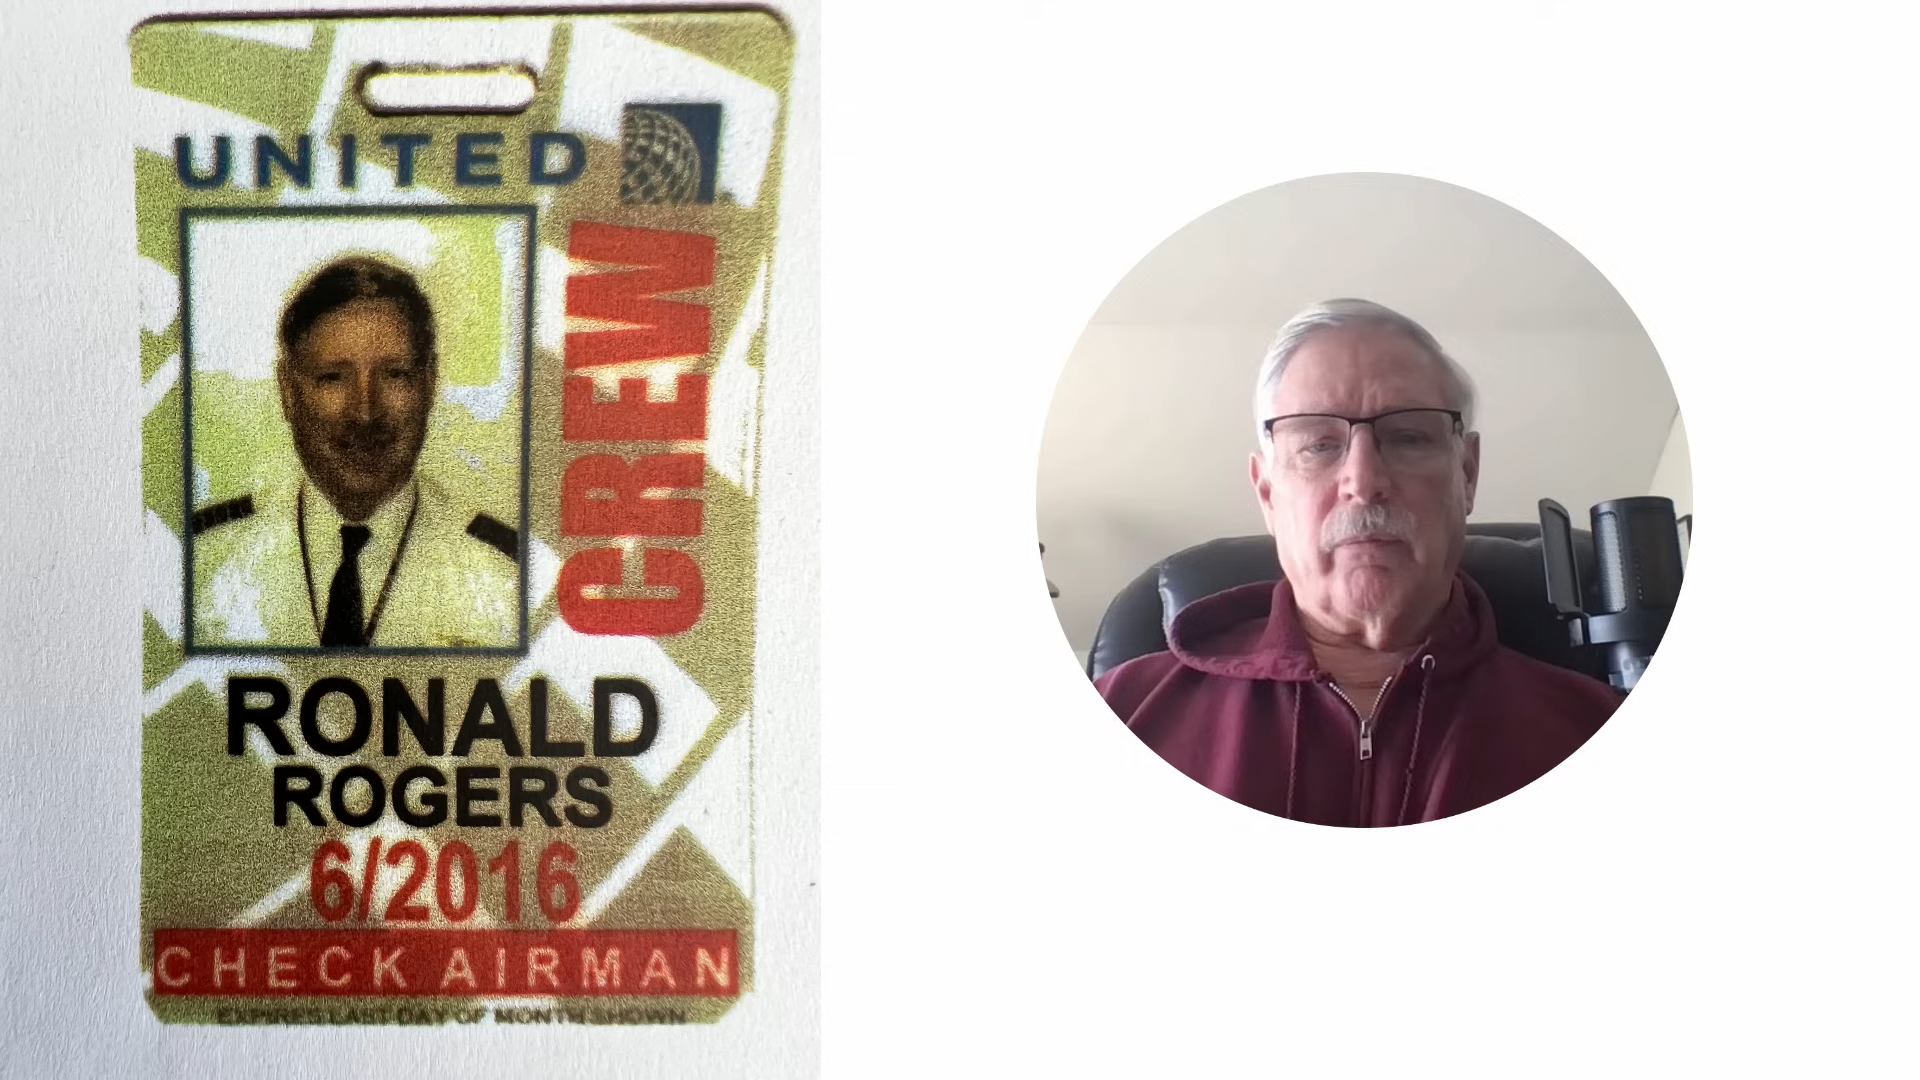 UNITED
CREW
RONALD
ROGERS
6/2016
CHECK AIRMAN
EXPIRES LAST DAY OF MONTH SHOWN